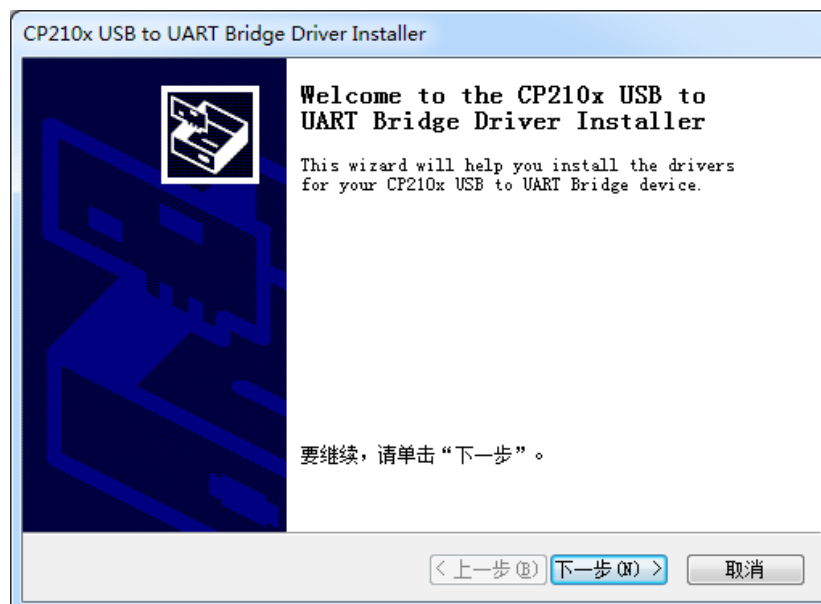 CP210x USB to UART Bridge Driver Installer
Welcome to the CP210x USB to
UART Bridge Driver Installer
This wizard will help you install the drivers
for your CP210x USB to UART Bridge device.
要继续，请单击“下一步”。
< 上一步(B) 下一步(N) > 取消